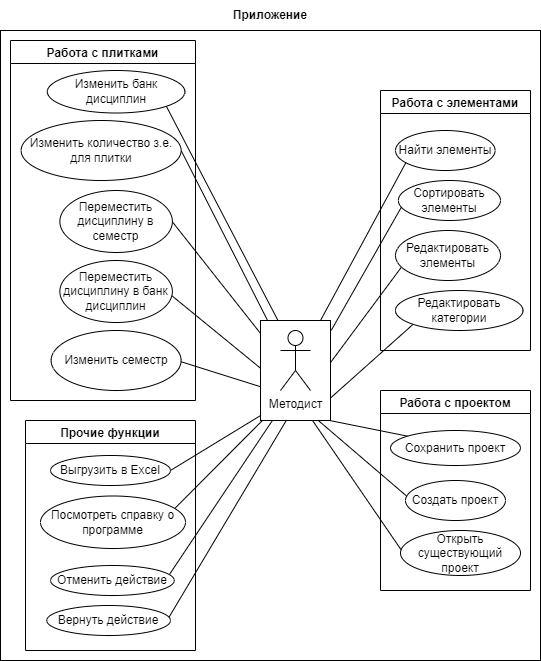 Приложение
Работа с плитками
Изменить банк
дисциплин
Изменить количество з.е.
для плитки
Переместить
дисциплину в
семестр
Переместить
дисциплину в банк
дисциплин
Изменить семестр
Работа с элементами
Найти элементы
Сортировать
элементы
Редактировать
элементы
Редактировать
категории
Методист
Прочие функции
Выгрузить в Excel
Посмотреть справку о
программе
Отменить действие
Вернуть действие
Работа с проектом
Сохранить проект
Создать проект
Открыть
существующий
проект